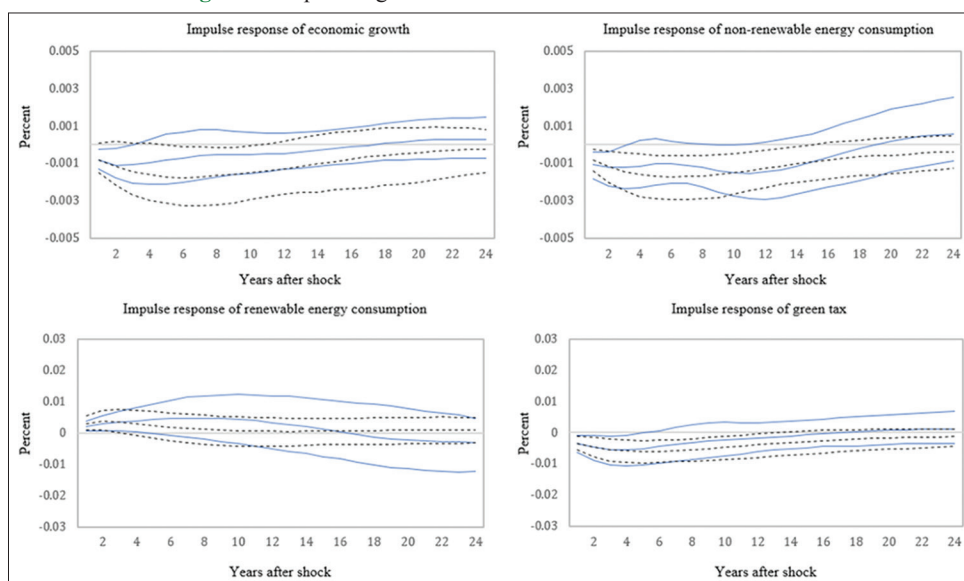 Impulse response of economic growth
0.005
0.003
0.001
-0.001
-0.003
-0.005
Percent
2 4 6 8 10 12 14 16 18 20 22 24
Years after shock
Impulse response of non-renewable energy consumption
0.005
0.003
0.001
-0.001
-0.003
-0.005
Percent
2 4 6 8 10 12 14 16 18 20 22 24
Years after shock
Impulse response of renewable energy consumption
0.03
0.02
0.01
0
-0.01
-0.02
-0.03
Percent
2 4 6 8 10 12 14 16 18 20 22 24
Years after shock
Impulse response of green tax
0.03
0.02
0.01
0
-0.01
-0.02
-0.03
Percent
2 4 6 8 10 12 14 16 18 20 22 24
Years after shock